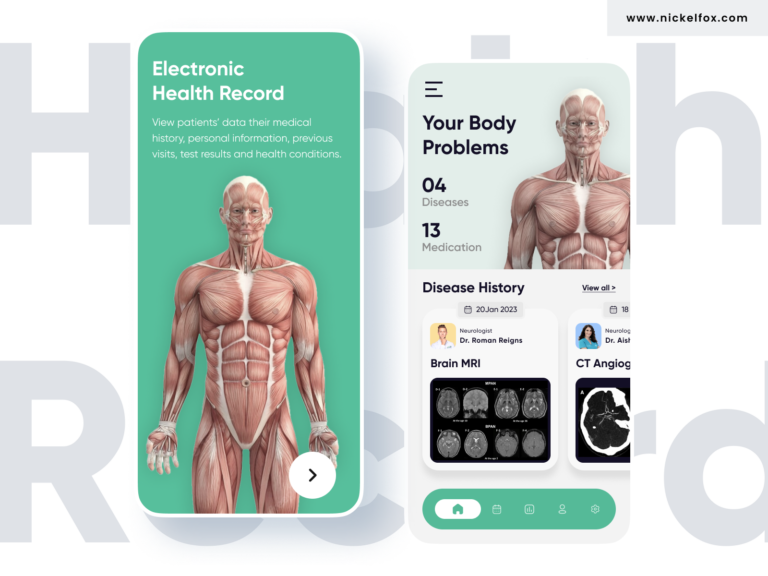 www.nickelfox.com
Health
Record
Electronic
Health Record
View patients' data their medical
history, personal information, previous
visits, test results and health conditions.
Your Body
Problems
04
Diseases
13
Medication
Disease History
View all >
20Jan 2023
18
Neurologist
Dr. Roman Reigns
Brain MRI
Neurolog
Dr. Aish
CT Angiog
A